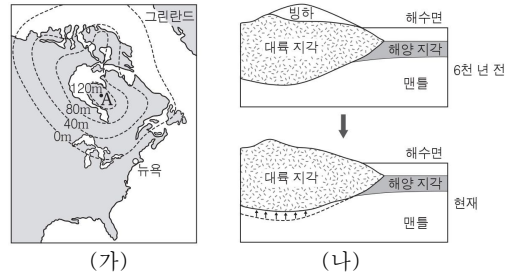 그린란드
120m
A
80m
40m
0m
뉴욕
(가)
빙하
해수면
대륙 지각
해양 지각
맨틀
6천 년 전
해수면
대륙 지각
해양 지각
맨틀
현재
(나)